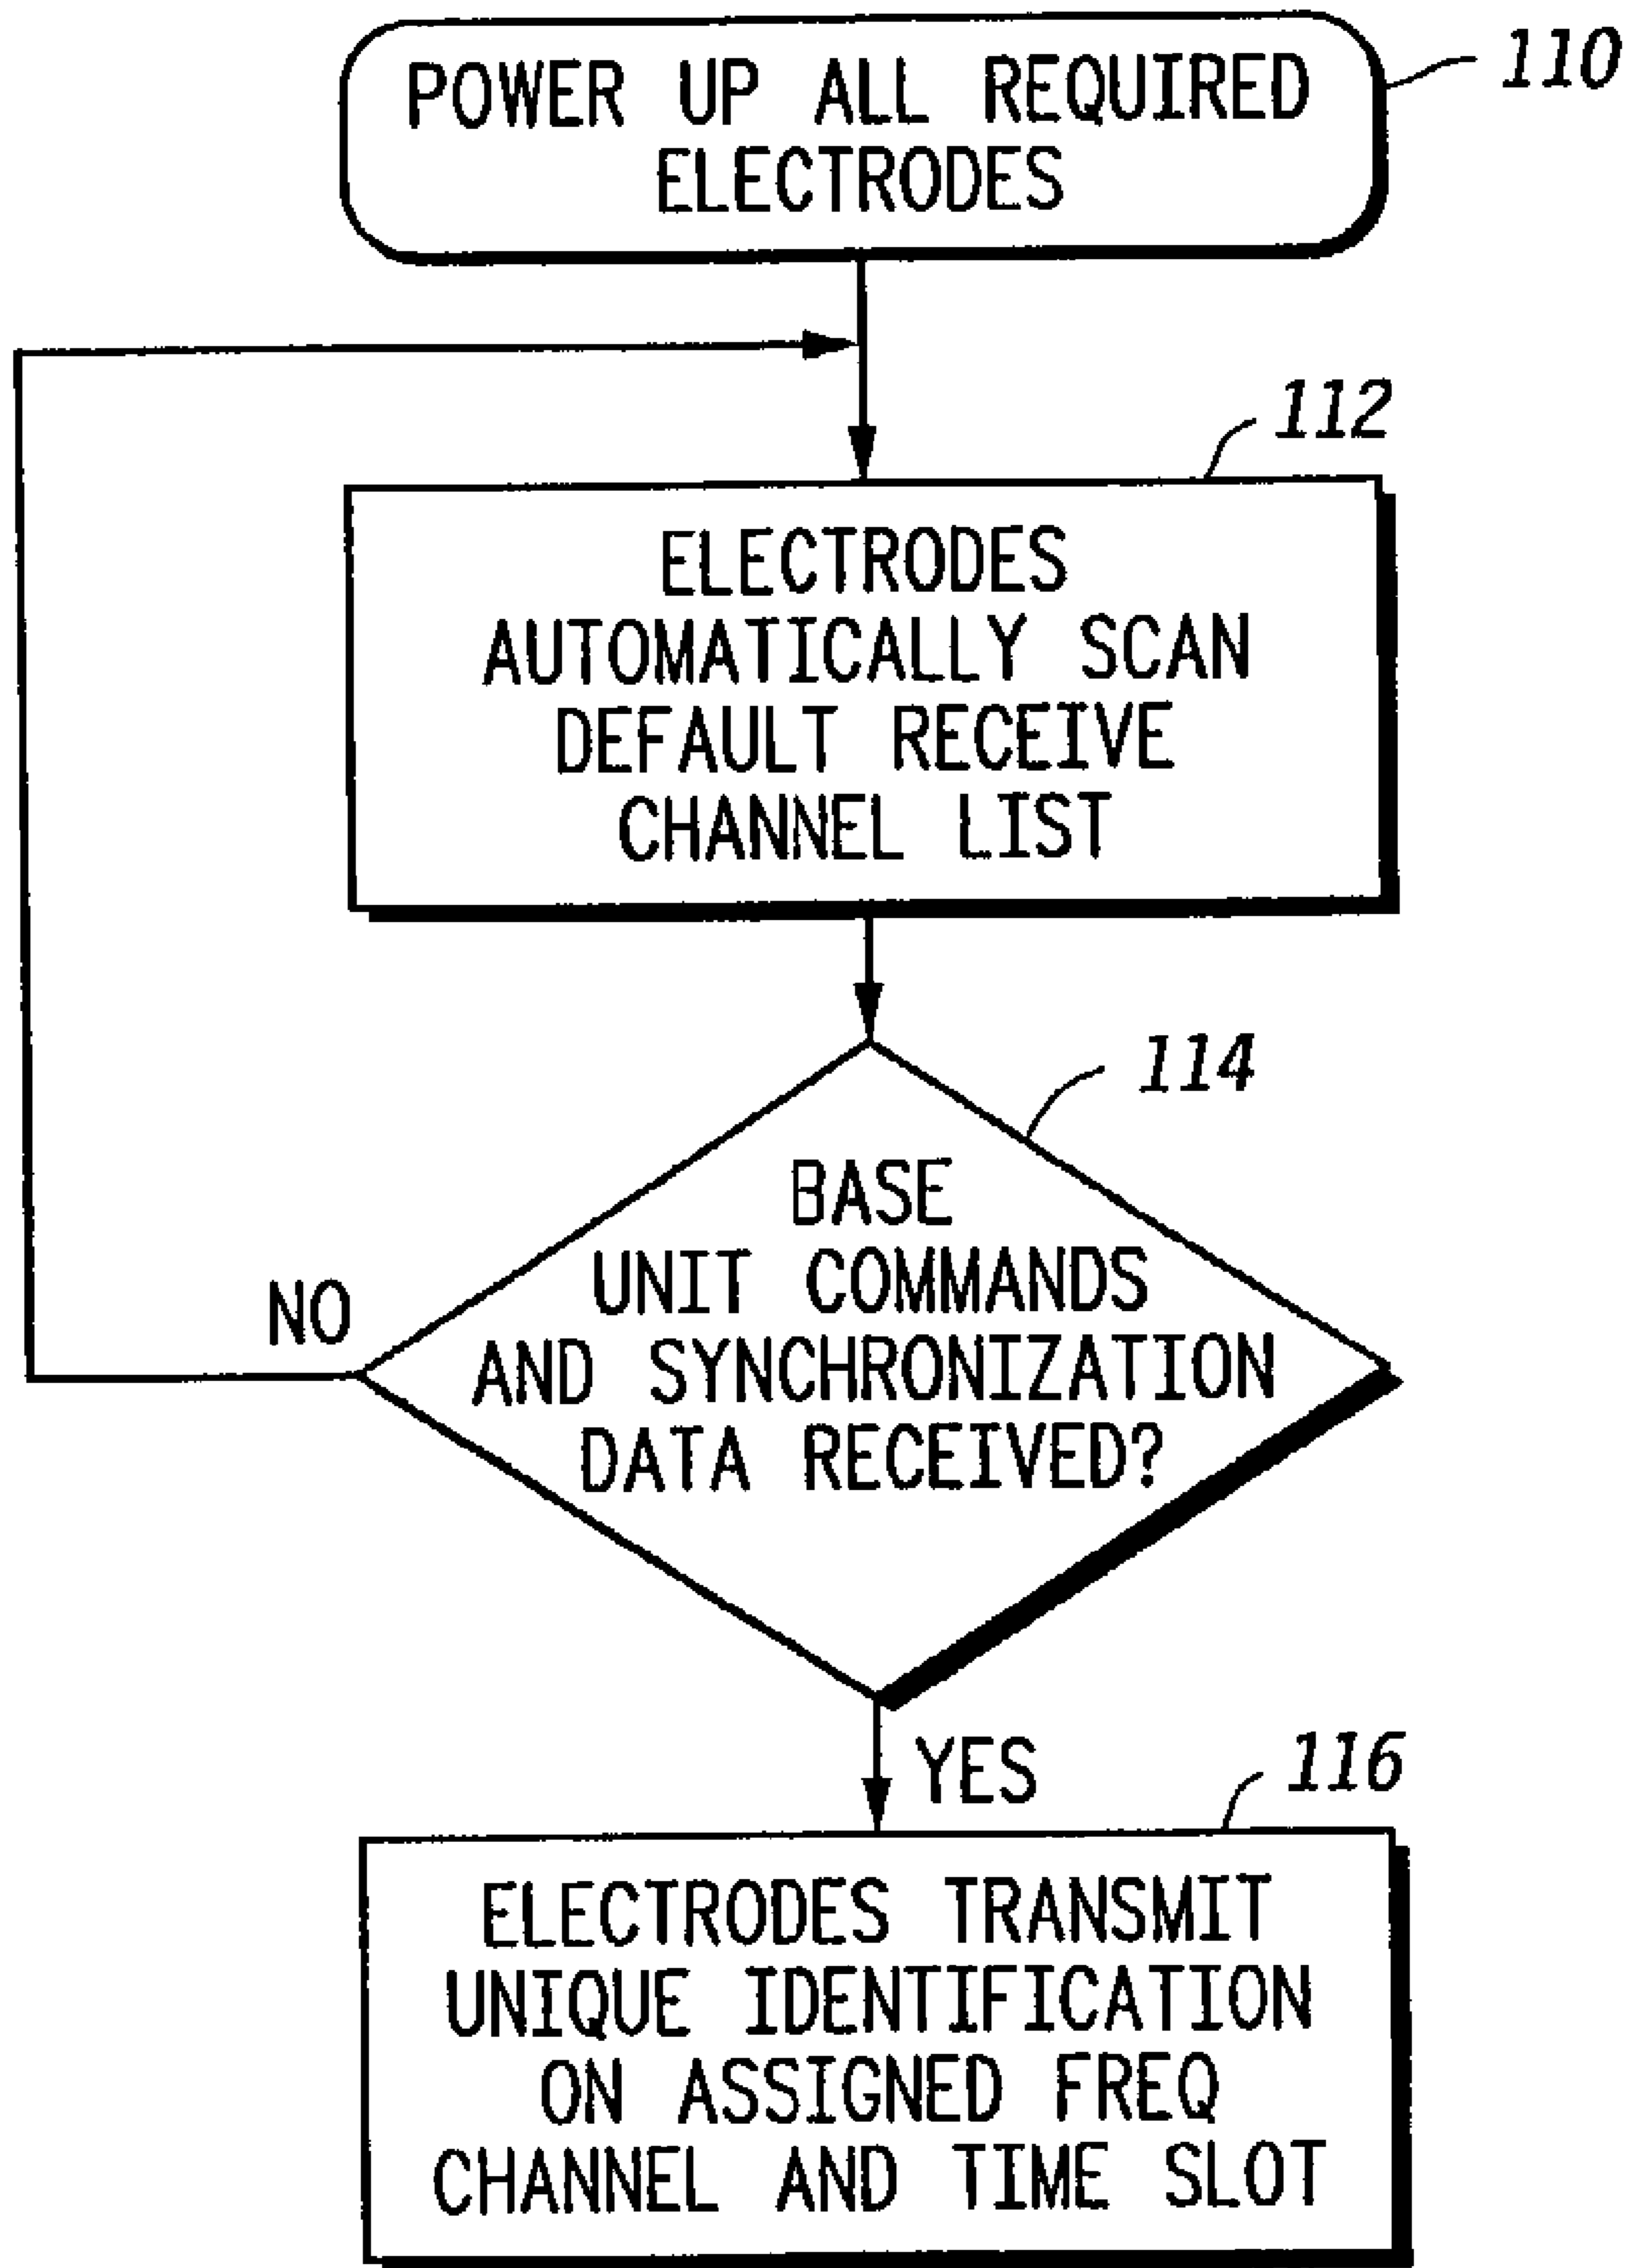 POWER UP ALL REQUIRED
ELECTRODES
110
112
ELECTRODES
AUTOMATICALLY SCAN
DEFAULT RECEIVE
CHANNEL LIST
114
BASE
UNIT COMMANDS
AND SYNCHRONIZATION
DATA RECEIVED?
NO
YES
116
ELECTRODES TRANSMIT
UNIQUE IDENTIFICATION
ON ASSIGNED FREQ
CHANNEL AND TIME SLOT